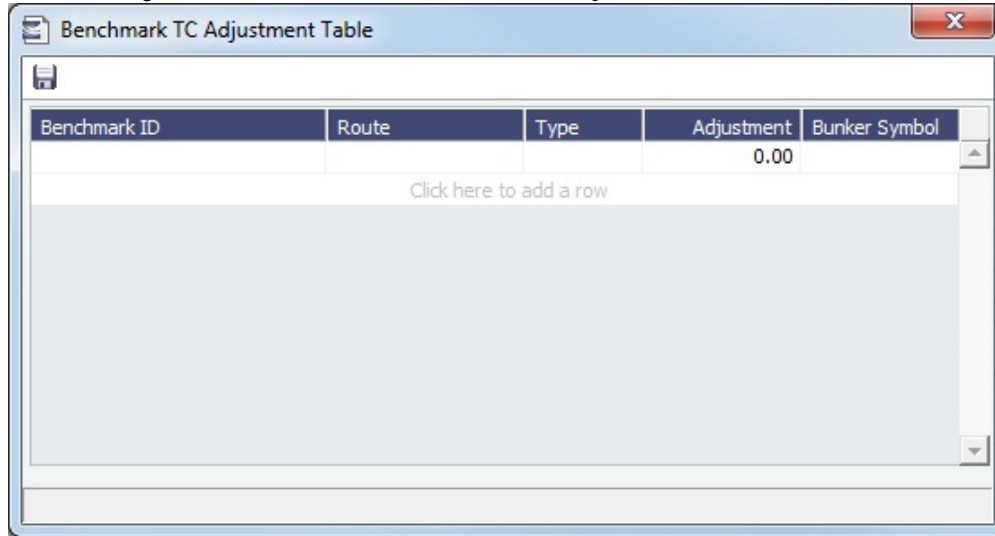 Benchmark TC Adjustment Table
Benchmark ID Route Type Adjustment Bunker Symbol
0.00
Click here to add a row